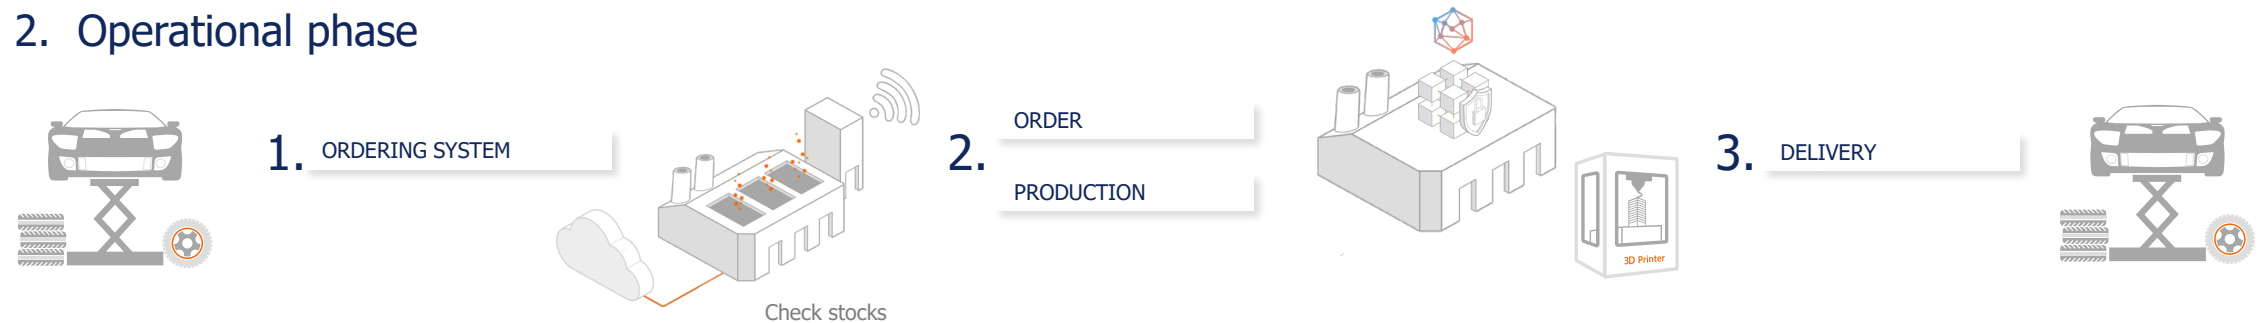 2. Operational phase
1. ORDERING SYSTEM
Check stocks
2.
ORDER
PRODUCTION
3D Printer
3. DELIVERY